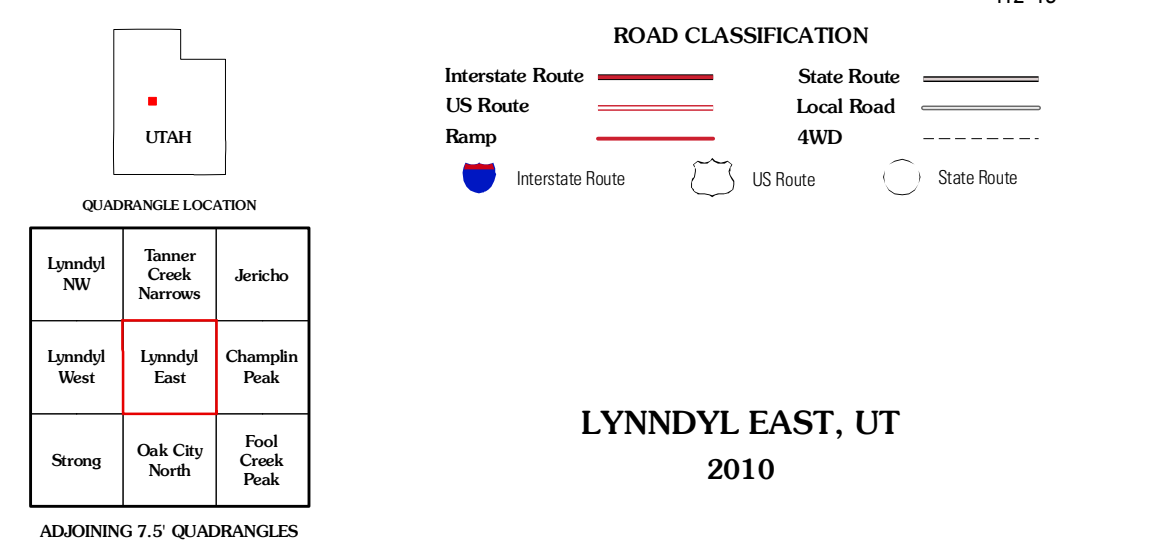 ROAD CLASSIFICATION
Interstate Route
State Route
US Route
Local Road
Ramp
4WD
Interstate Route
US Route
State Route
UTAH
QUADRANGLE LOCATION
Lynndyl
NW
Tanner
Creek
Narrows
Jericho
Lynndyl
West
Lynndyl
East
Champlin
Peak
Strong
Oak City
North
Fool
Creek
Peak
ADJOINING 7.5' QUADRANGLES
LYNNDYL EAST, UT
2010